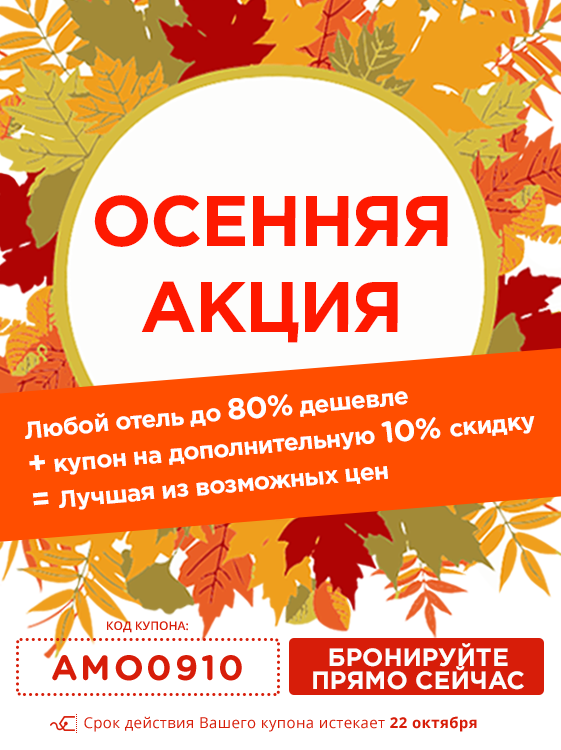 ОСЕННЯЯ
АКЦИЯ
Любой отель до 80% дешевле
+ купон на дополнительную 10% скидку
= Лучшая из возможных цен
КОД КУПОНА:
AMO0910
БРОНИРУЙТЕ
ПРЯМО СЕЙЧАС
Срок действия Вашего купона истекает 22 октября